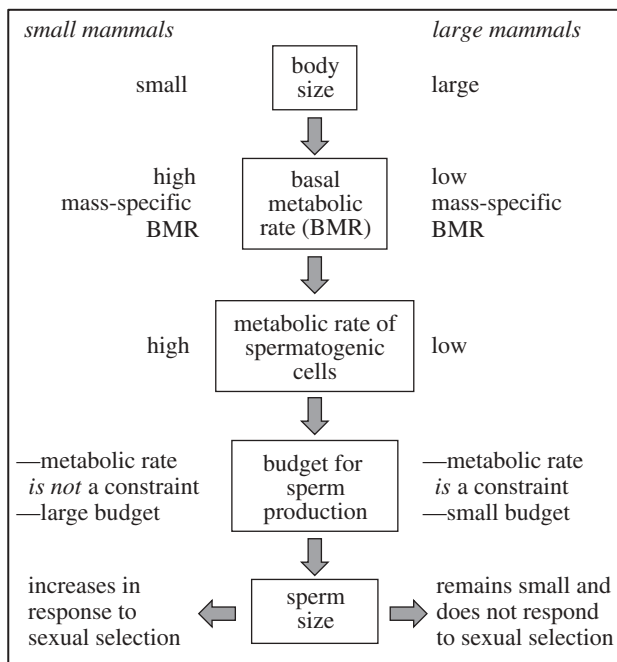 small mammals
large mammals
small
body
size
large
high
mass-specific
BMR
basal
metabolic
rate (BMR)
low
mass-specific
BMR
high
metabolic rate of
spermatogenic
cells
low
—metabolic rate
is not a constraint
—large budget
budget for
sperm
production
—metabolic rate
is a constraint
—small budget
increases in
response to
sexual selection
sperm
size
remains small and
does not respond
to sexual selection